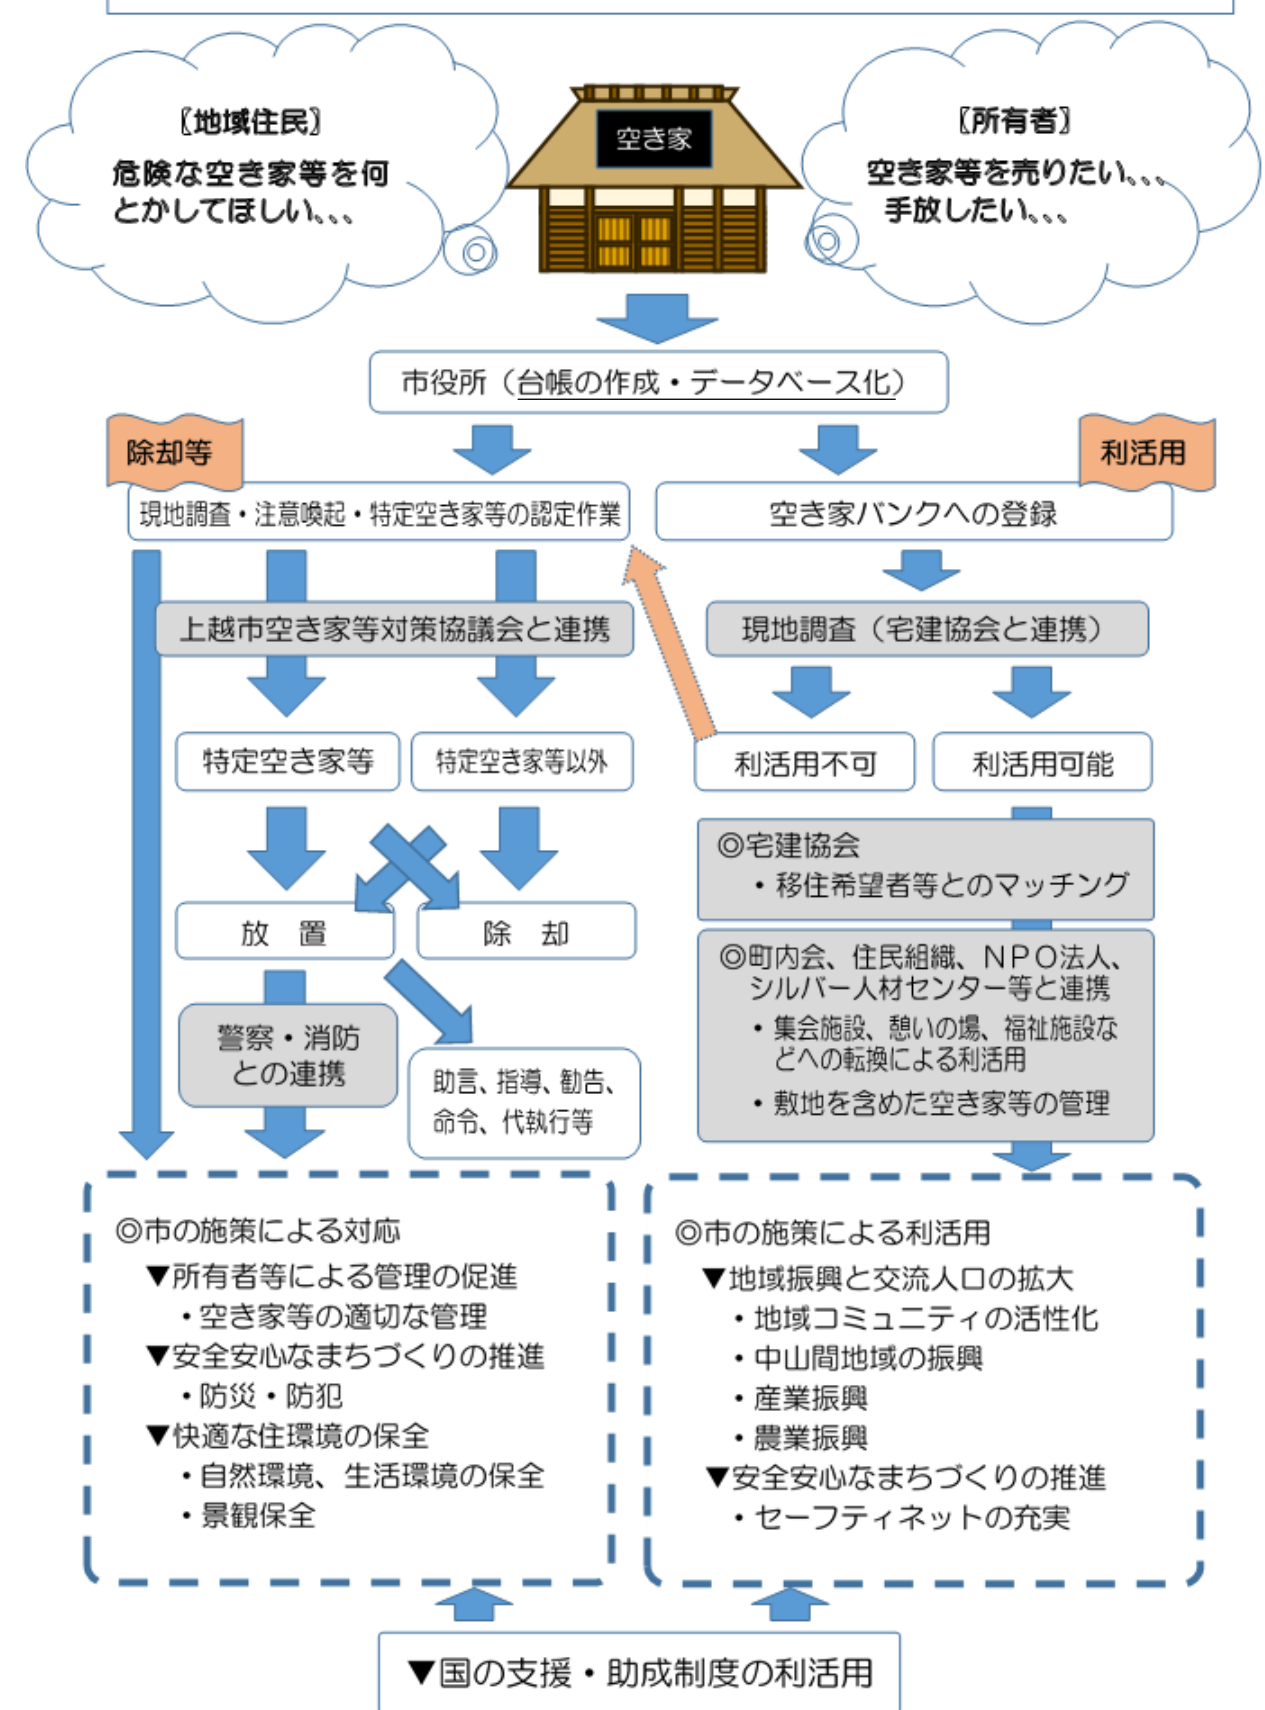 〖地域住民〗
危険な空き家等を何
とかしてほしい、、、
空き家
〖所有者〗
空き家等を売りたい、、、
手放したい、、、
市役所（台帳の作成・データベース化）
除却等
利活用
現地調査・注意喚起・特定空き家等の認定作業
空き家バンクへの登録
上越市空き家等対策協議会と連携
現地調査（宅建協会と連携）
特定空き家等
特定空き家等以外
利活用不可
利活用可能
◎宅建協会
・移住希望者等とのマッチング
放　置
除　却
◎町内会、住民組織、ＮＰＯ法人、
シルバー人材センター等と連携
・集会施設、憩いの場、福祉施設な
どへの転換による利活用
・敷地を含めた空き家等の管理
警察・消防
との連携
助言、指導、勧告、
命令、代執行等
◎市の施策による対応
▼所有者等による管理の促進
・空き家等の適切な管理
▼安全安心なまちづくりの推進
・防災・防犯
▼快適な住環境の保全
・自然環境、生活環境の保全
・景観保全
◎市の施策による利活用
▼地域振興と交流人口の拡大
・地域コミュニティの活性化
・中山間地域の振興
・産業振興
・農業振興
▼安全安心なまちづくりの推進
・セーフティネットの充実
▼国の支援・助成制度の利活用